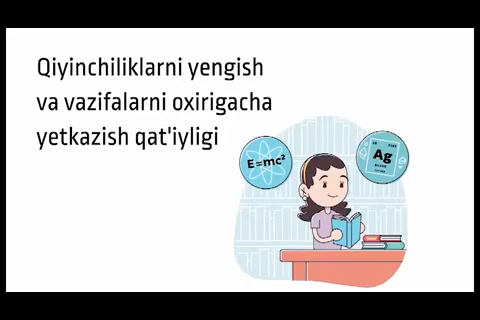 Qiyinchiliklarni yengish
va vazifalarni oxirigacha
yetkazish qat'iyligi
E=mc²
Ag